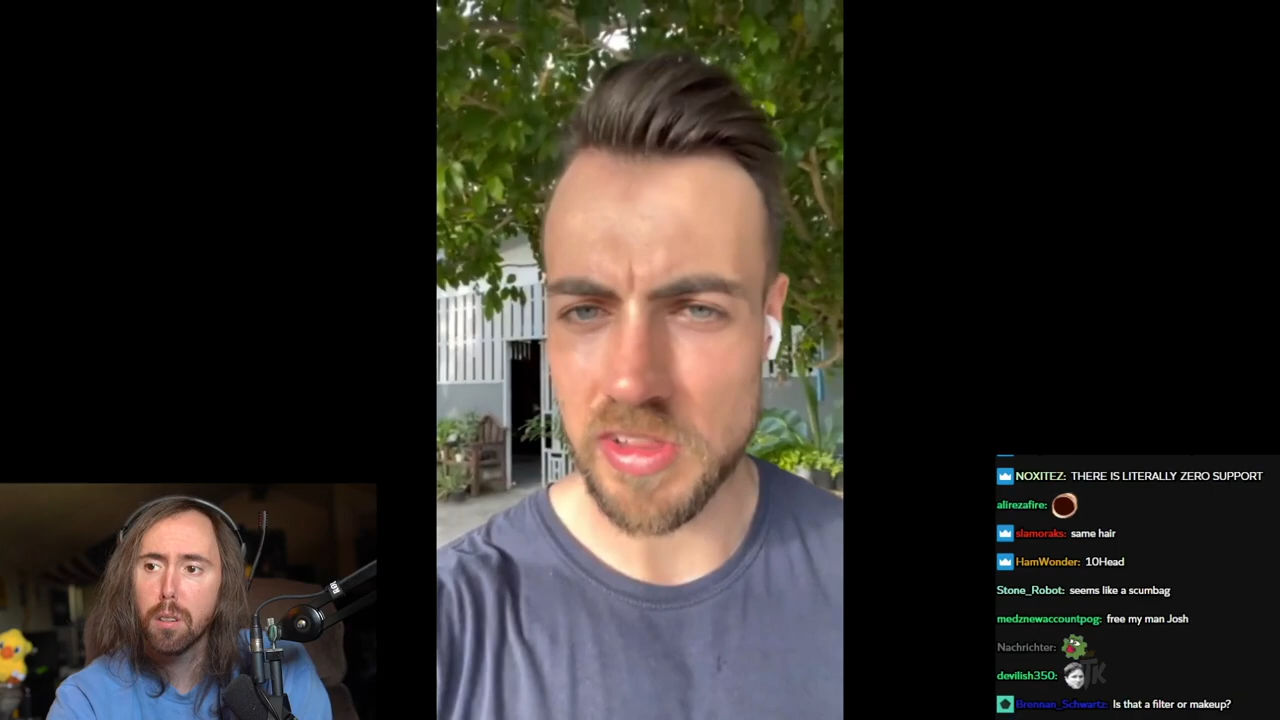 NOXITEZ: THERE IS LITERALLY ZERO SUPPORT
alirezafire:
slamoraks: same hair
HamWonder: 10Head
Stone_Robot: seems like a scumbag
medznewaccountpog: free my man Josh
Nachrichter:
devilish350: TK
Brennan_Schwartz: Is that a filter or makeup?